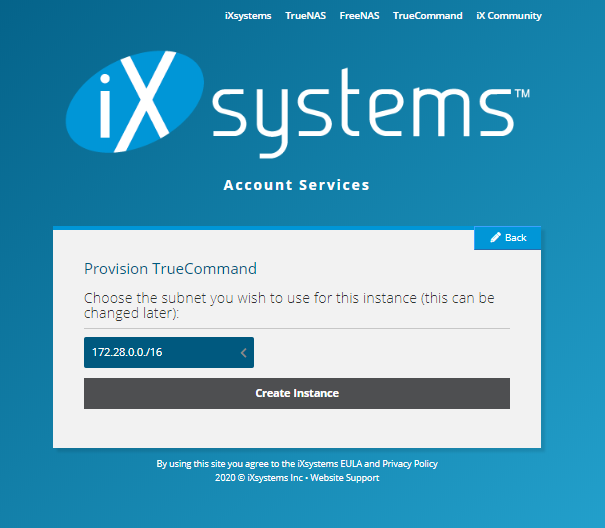 iXsystems TrueNAS FreeNAS TrueCommand iX Community
iX systems™
Account Services
Back
Provision TrueCommand
Choose the subnet you wish to use for this instance (this can be
changed later):
172.28.0.0./16
Create Instance
By using this site you agree to the iXsystems EULA and Privacy Policy
2020 © iXsystems Inc • Website Support